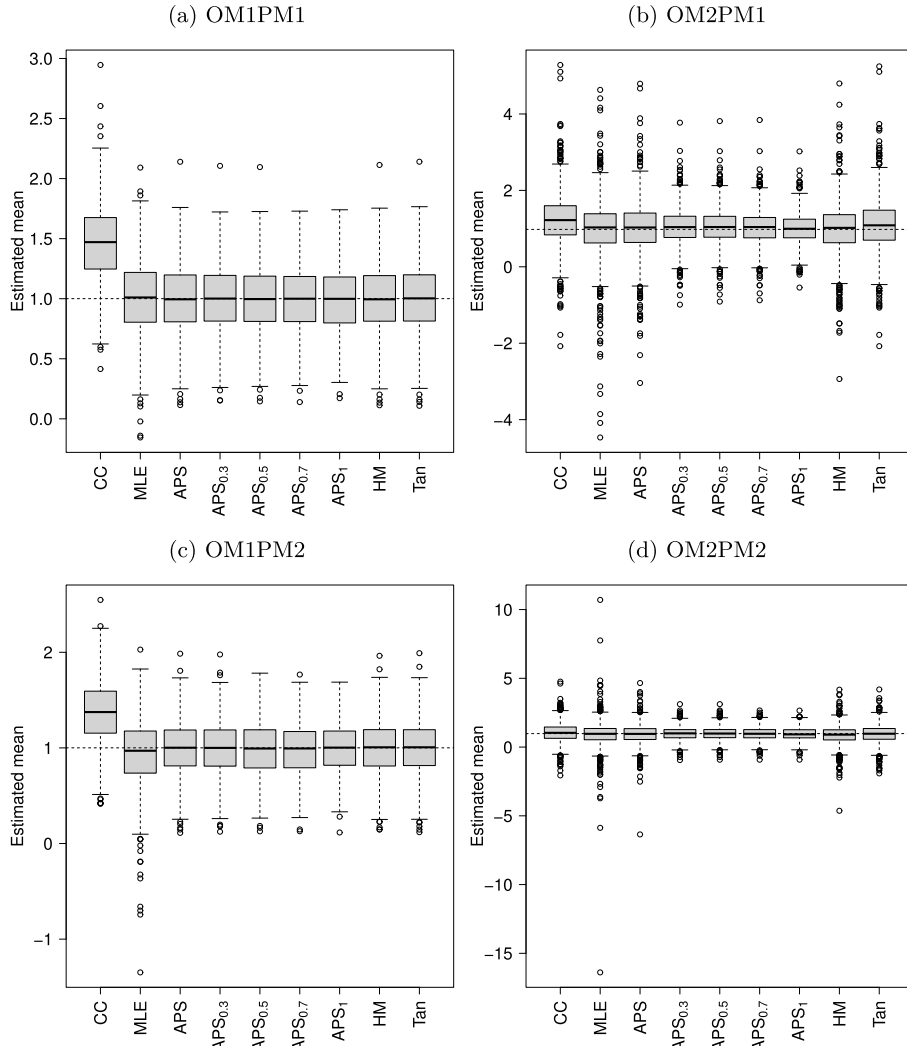 (a) OM1PM1
(b) OM2PM1
Estimated mean
3.0
2.5
2.0
1.5
1.0
0.5
0.0
CC
MLE
APS
APS0.3
APS0.5
APS0.7
APS1
HM
Tan
Estimated mean
4
2
0
−2
−4
CC
MLE
APS
APS0.3
APS0.5
APS0.7
APS1
HM
Tan
(c) OM1PM2
(d) OM2PM2
Estimated mean
2
1
0
−1
CC
MLE
APS
APS0.3
APS0.5
APS0.7
APS1
HM
Tan
Estimated mean
10
5
0
−5
−10
−15
CC
MLE
APS
APS0.3
APS0.5
APS0.7
APS1
HM
Tan